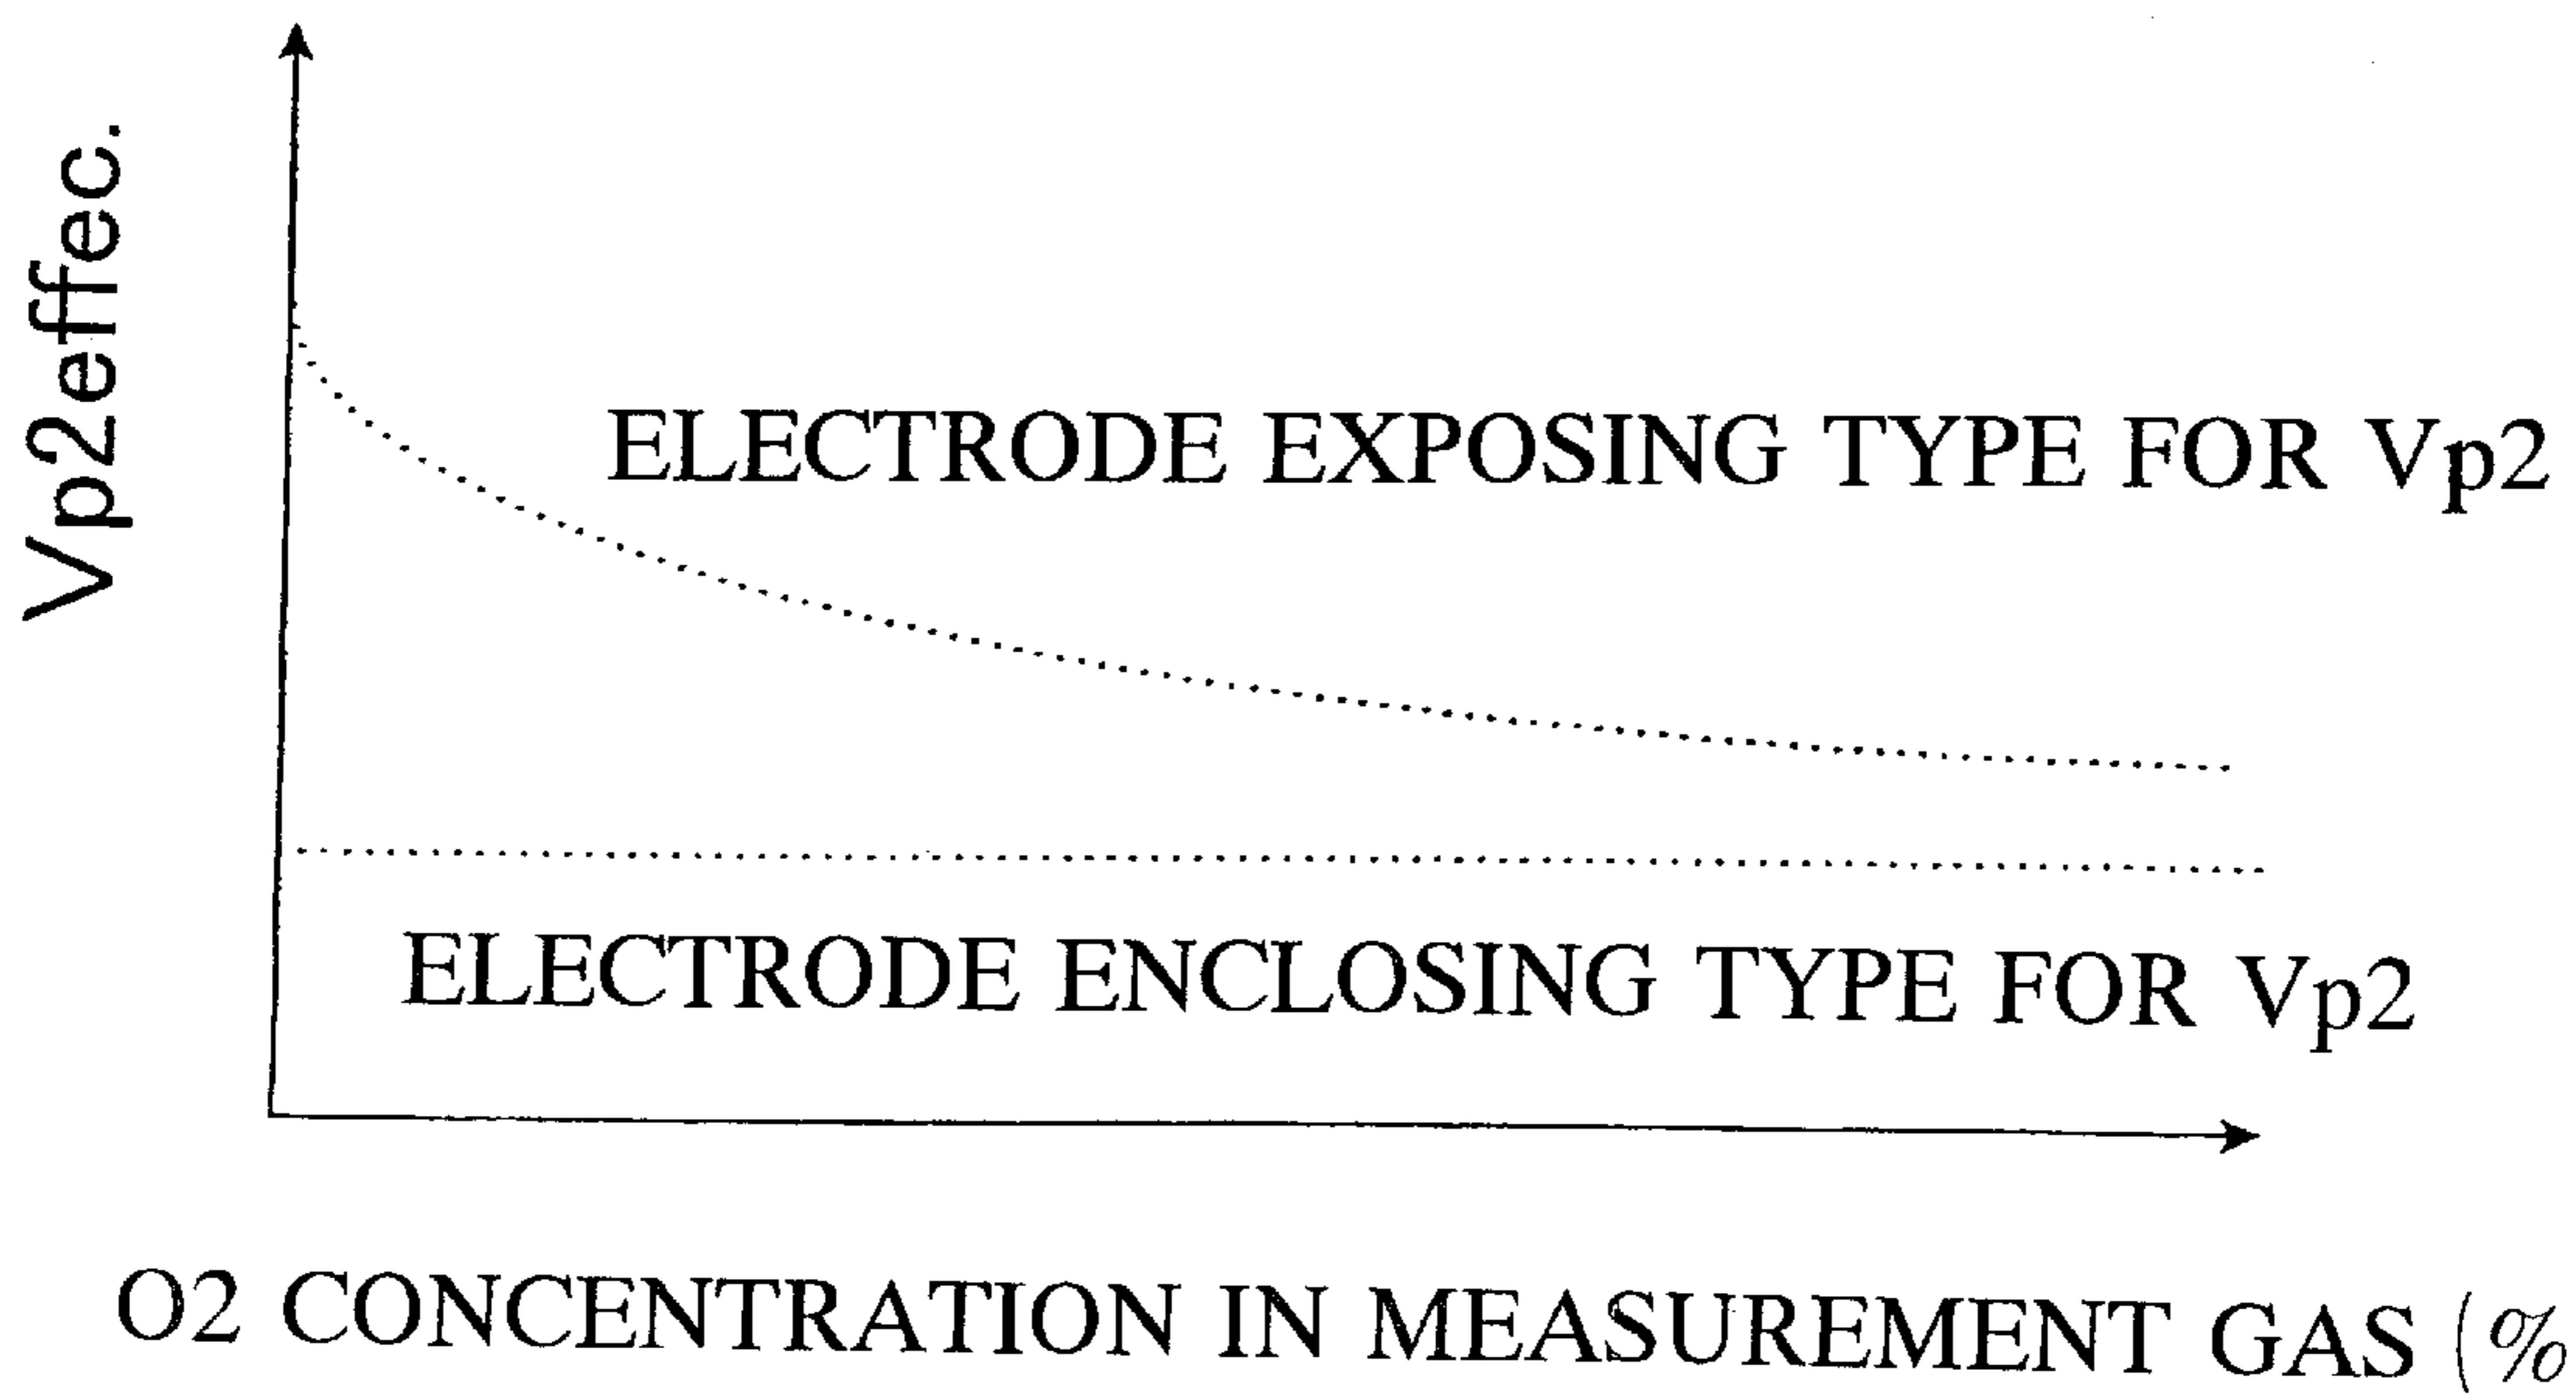 Vp2effec.
ELECTRODE EXPOSING TYPE FOR Vp2
ELECTRODE ENCLOSING TYPE FOR Vp2
O2 CONCENTRATION IN MEASUREMENT GAS (%